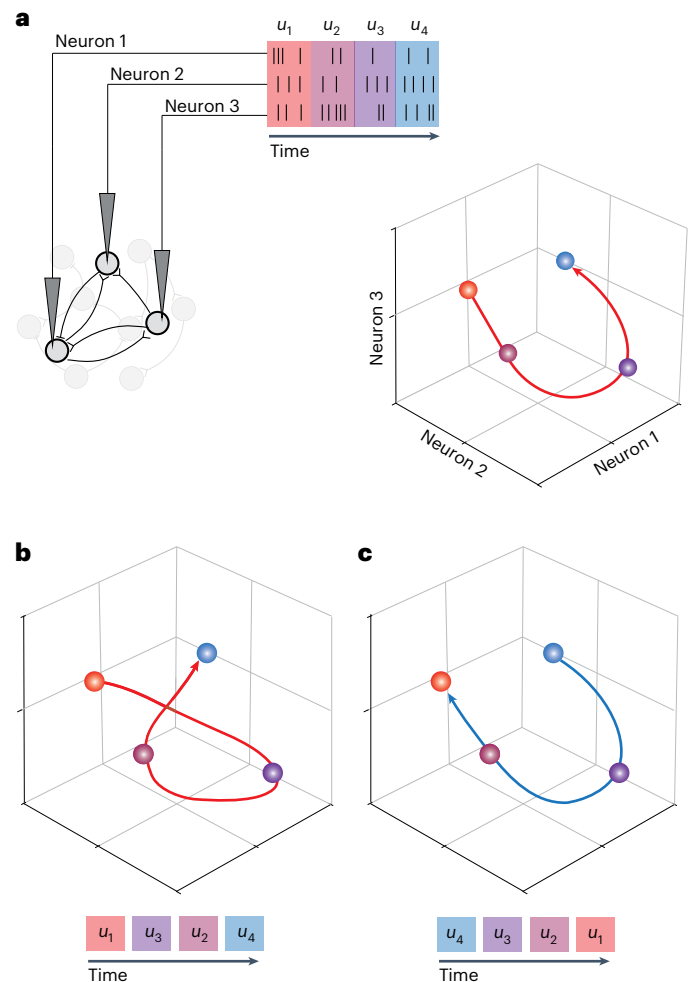 a
u1 u2 u3 u4
Neuron 1
Neuron 2
Neuron 3
Time
Neuron 3
Neuron 2
Neuron 1
b
c
u1 u3 u2 u4
Time
u4 u3 u2 u1
Time